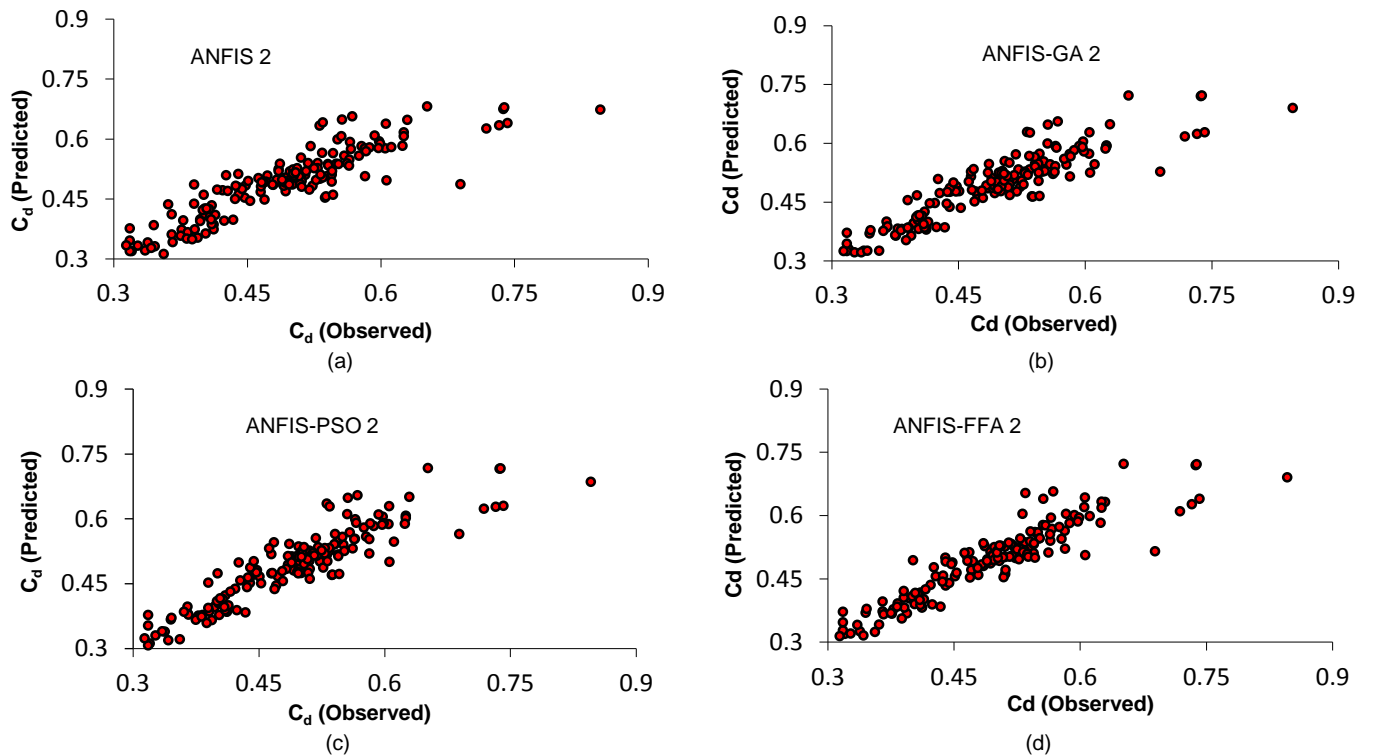 0.9
ANFIS 2
0.75
0.6
0.45
0.3
C_d (Predicted)
0.3 0.45 0.6 0.75 0.9
C_d (Observed)
(a)
0.9
ANFIS-GA 2
0.75
0.6
0.45
0.3
Cd (Predicted)
0.3 0.45 0.6 0.75 0.9
Cd (Observed)
(b)
0.9
ANFIS-PSO 2
0.75
0.6
0.45
0.3
C_d (Predicted)
0.3 0.45 0.6 0.75 0.9
C_d (Observed)
(c)
0.9
ANFIS-FFA 2
0.75
0.6
0.45
0.3
Cd (Predicted)
0.3 0.45 0.6 0.75 0.9
Cd (Observed)
(d)